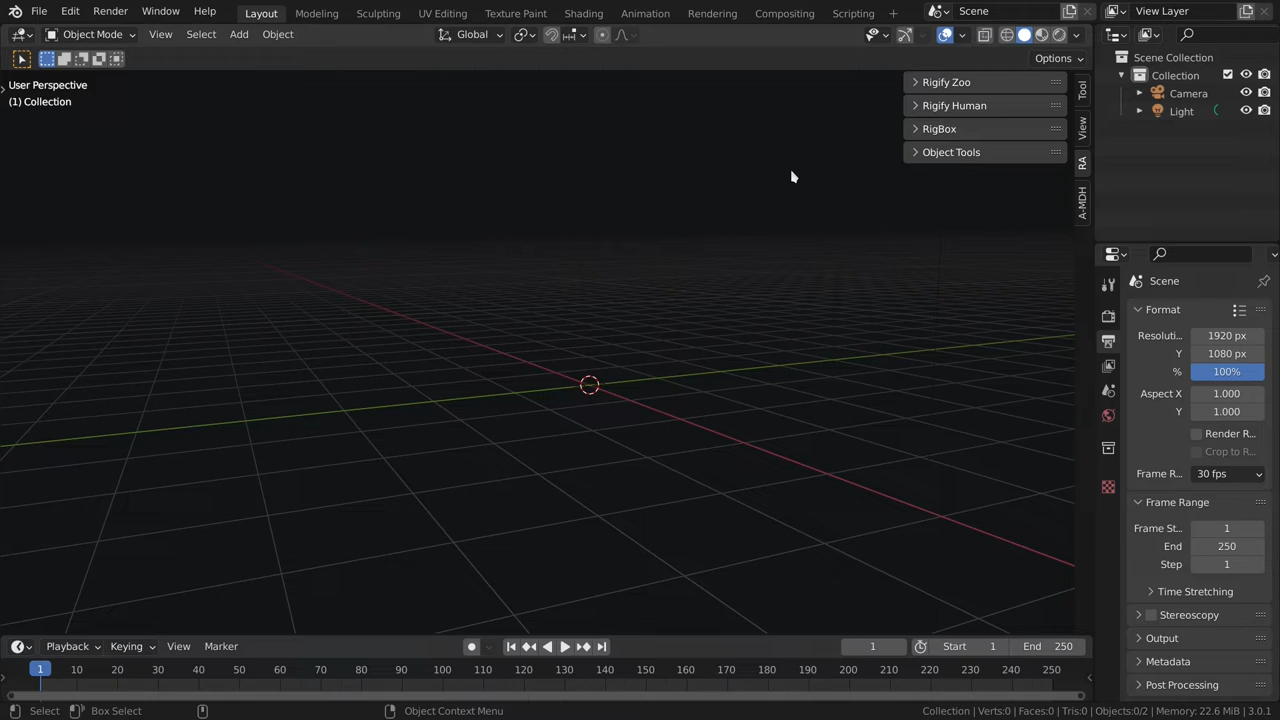 File Edit Render Window Help Layout Modeling Sculpting UV Editing Texture Paint Shading Animation Rendering Compositing Scripting + Scene View Layer
Object Mode View Select Add Object Global
Options
User Perspective
(1) Collection
Rigify Zoo
Rigify Human
RigBox
Object Tools
Tool
View
RA
A-MDH
Scene Collection
Collection
Camera
Light
Scene
Format
Resoluti... 1920 px
Y 1080 px
% 100%
Aspect X 1.000
Y 1.000
Render R...
Crop to R...
Frame R... 30 fps
Frame Range
Frame St... 1
End 250
Step 1
Time Stretching
Stereoscopy
Output
Metadata
Post Processing
Playback Keying View Marker 1 Start 1 End 250
1 10 20 30 40 50 60 70 80 90 100 110 120 130 140 150 160 170 180 190 200 210 220 230 240 250
Select Box Select Object Context Menu Collection | Verts:0 | Faces:0 | Tris:0 | Objects:0/2 | Memory: 22.6 MiB | 3.0.1